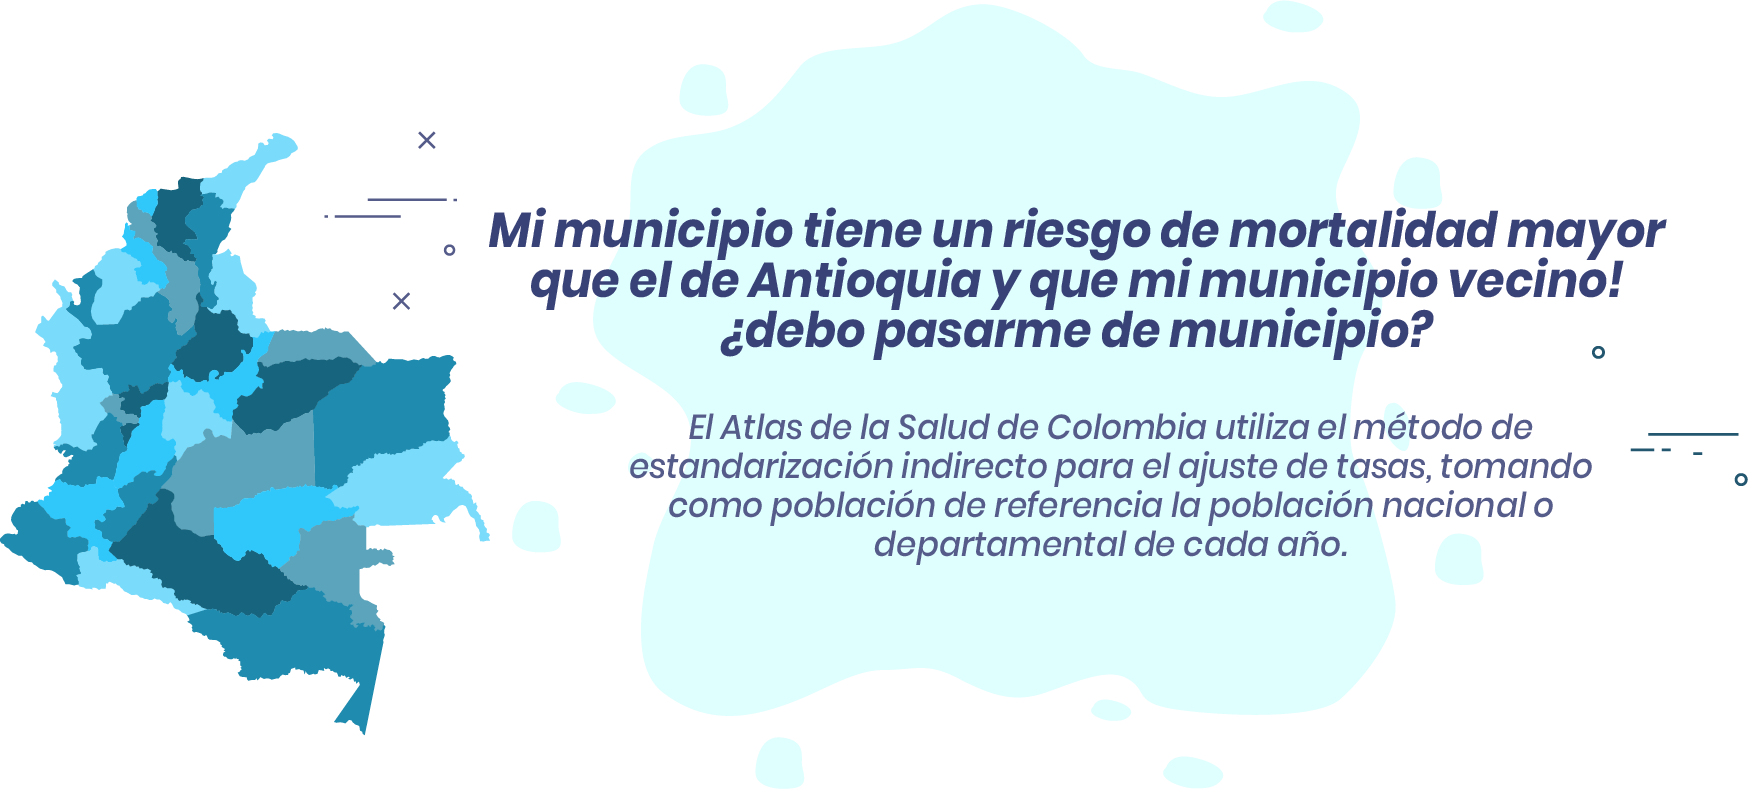 Mi municipio tiene un riesgo de mortalidad mayor
que el de Antioquia y que mi municipio vecino!
¿debo pasarme de municipio?
El Atlas de la Salud de Colombia utiliza el método de
estandarización indirecto para el ajuste de tasas, tomando
como población de referencia la población nacional o
departamental de cada año.